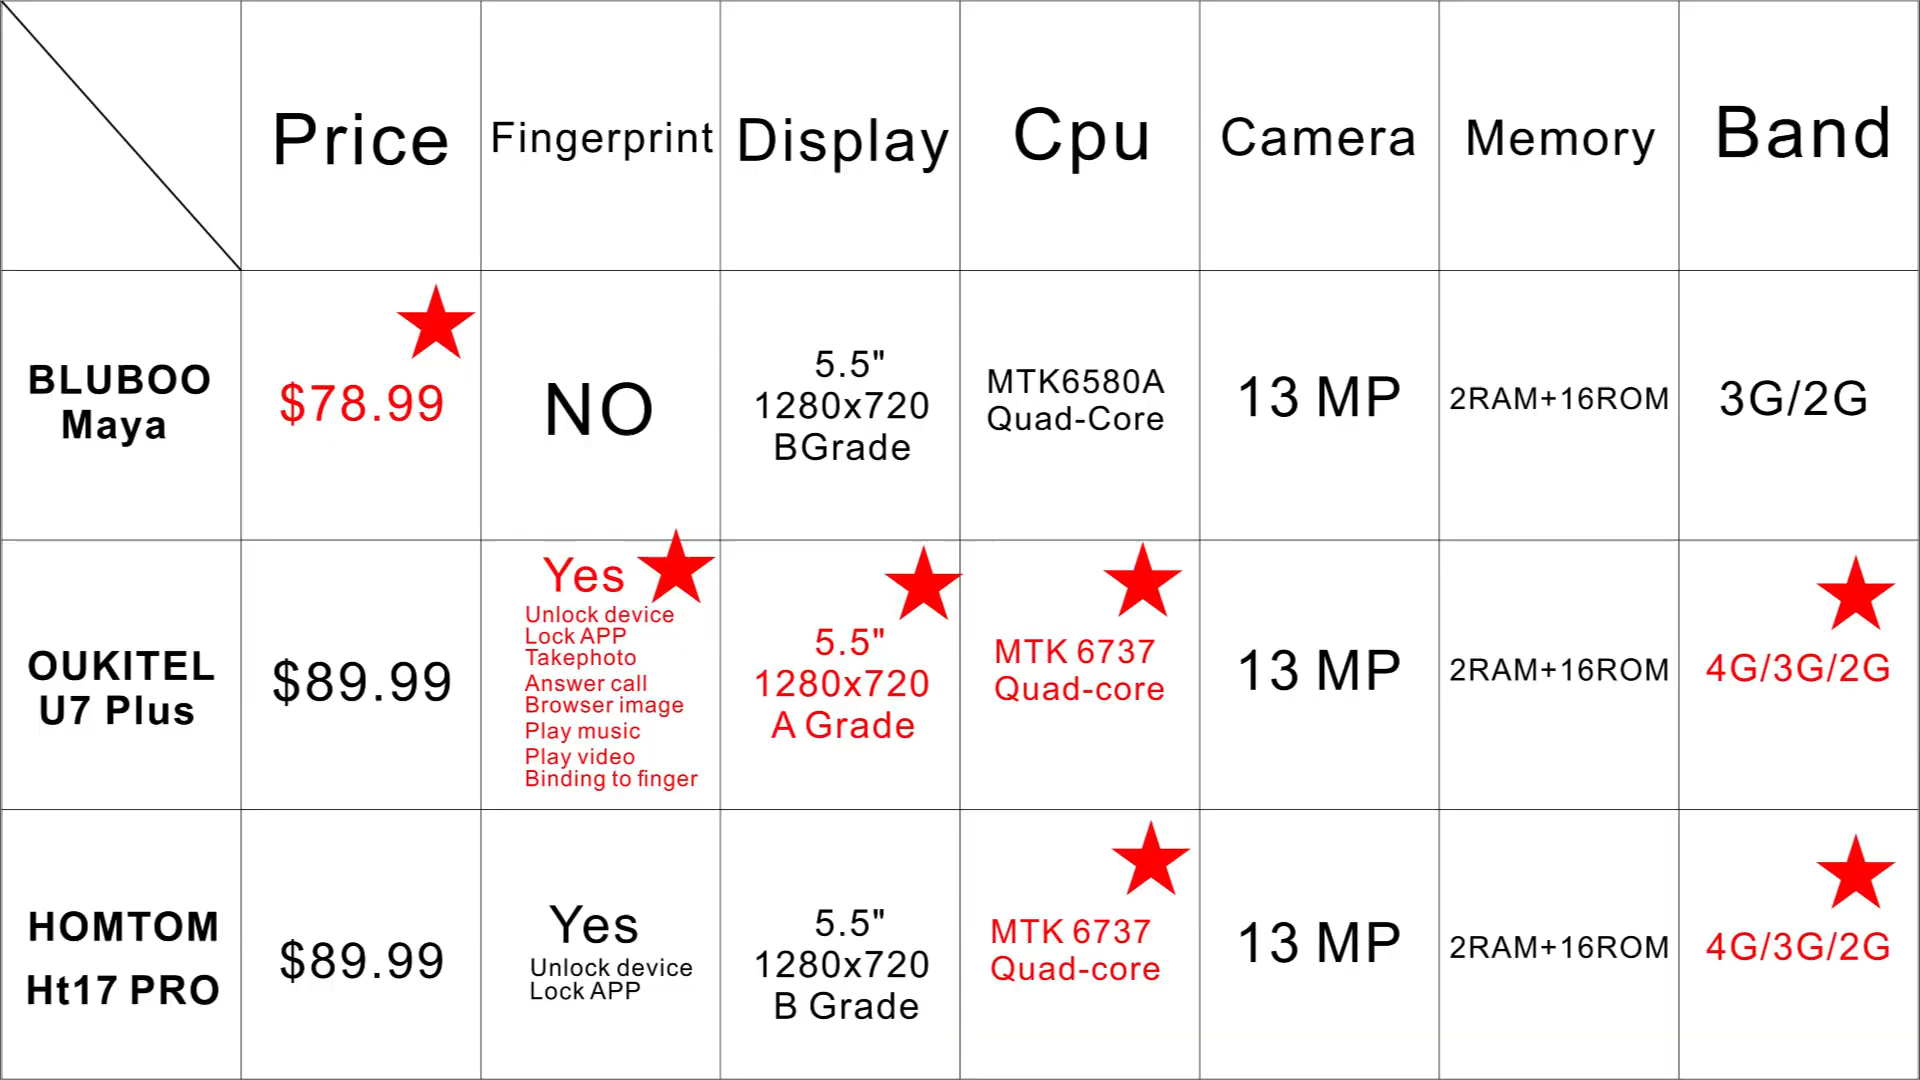 Price
Fingerprint
Display
Cpu
Camera
Memory
Band
BLUBOO
Maya
$78.99
NO
5.5"
1280x720
BGrade
MTK6580A
Quad-Core
13 MP
2RAM+16ROM
3G/2G
OUKITEL
U7 Plus
$89.99
Yes
Unlock device
Lock APP
Takephoto
Answer call
Browser image
Play music
Play video
Binding to finger
5.5"
1280x720
A Grade
MTK 6737
Quad-core
13 MP
2RAM+16ROM
4G/3G/2G
HOMTOM
Ht17 PRO
$89.99
Yes
Unlock device
Lock APP
5.5"
1280x720
B Grade
MTK 6737
Quad-core
13 MP
2RAM+16ROM
4G/3G/2G